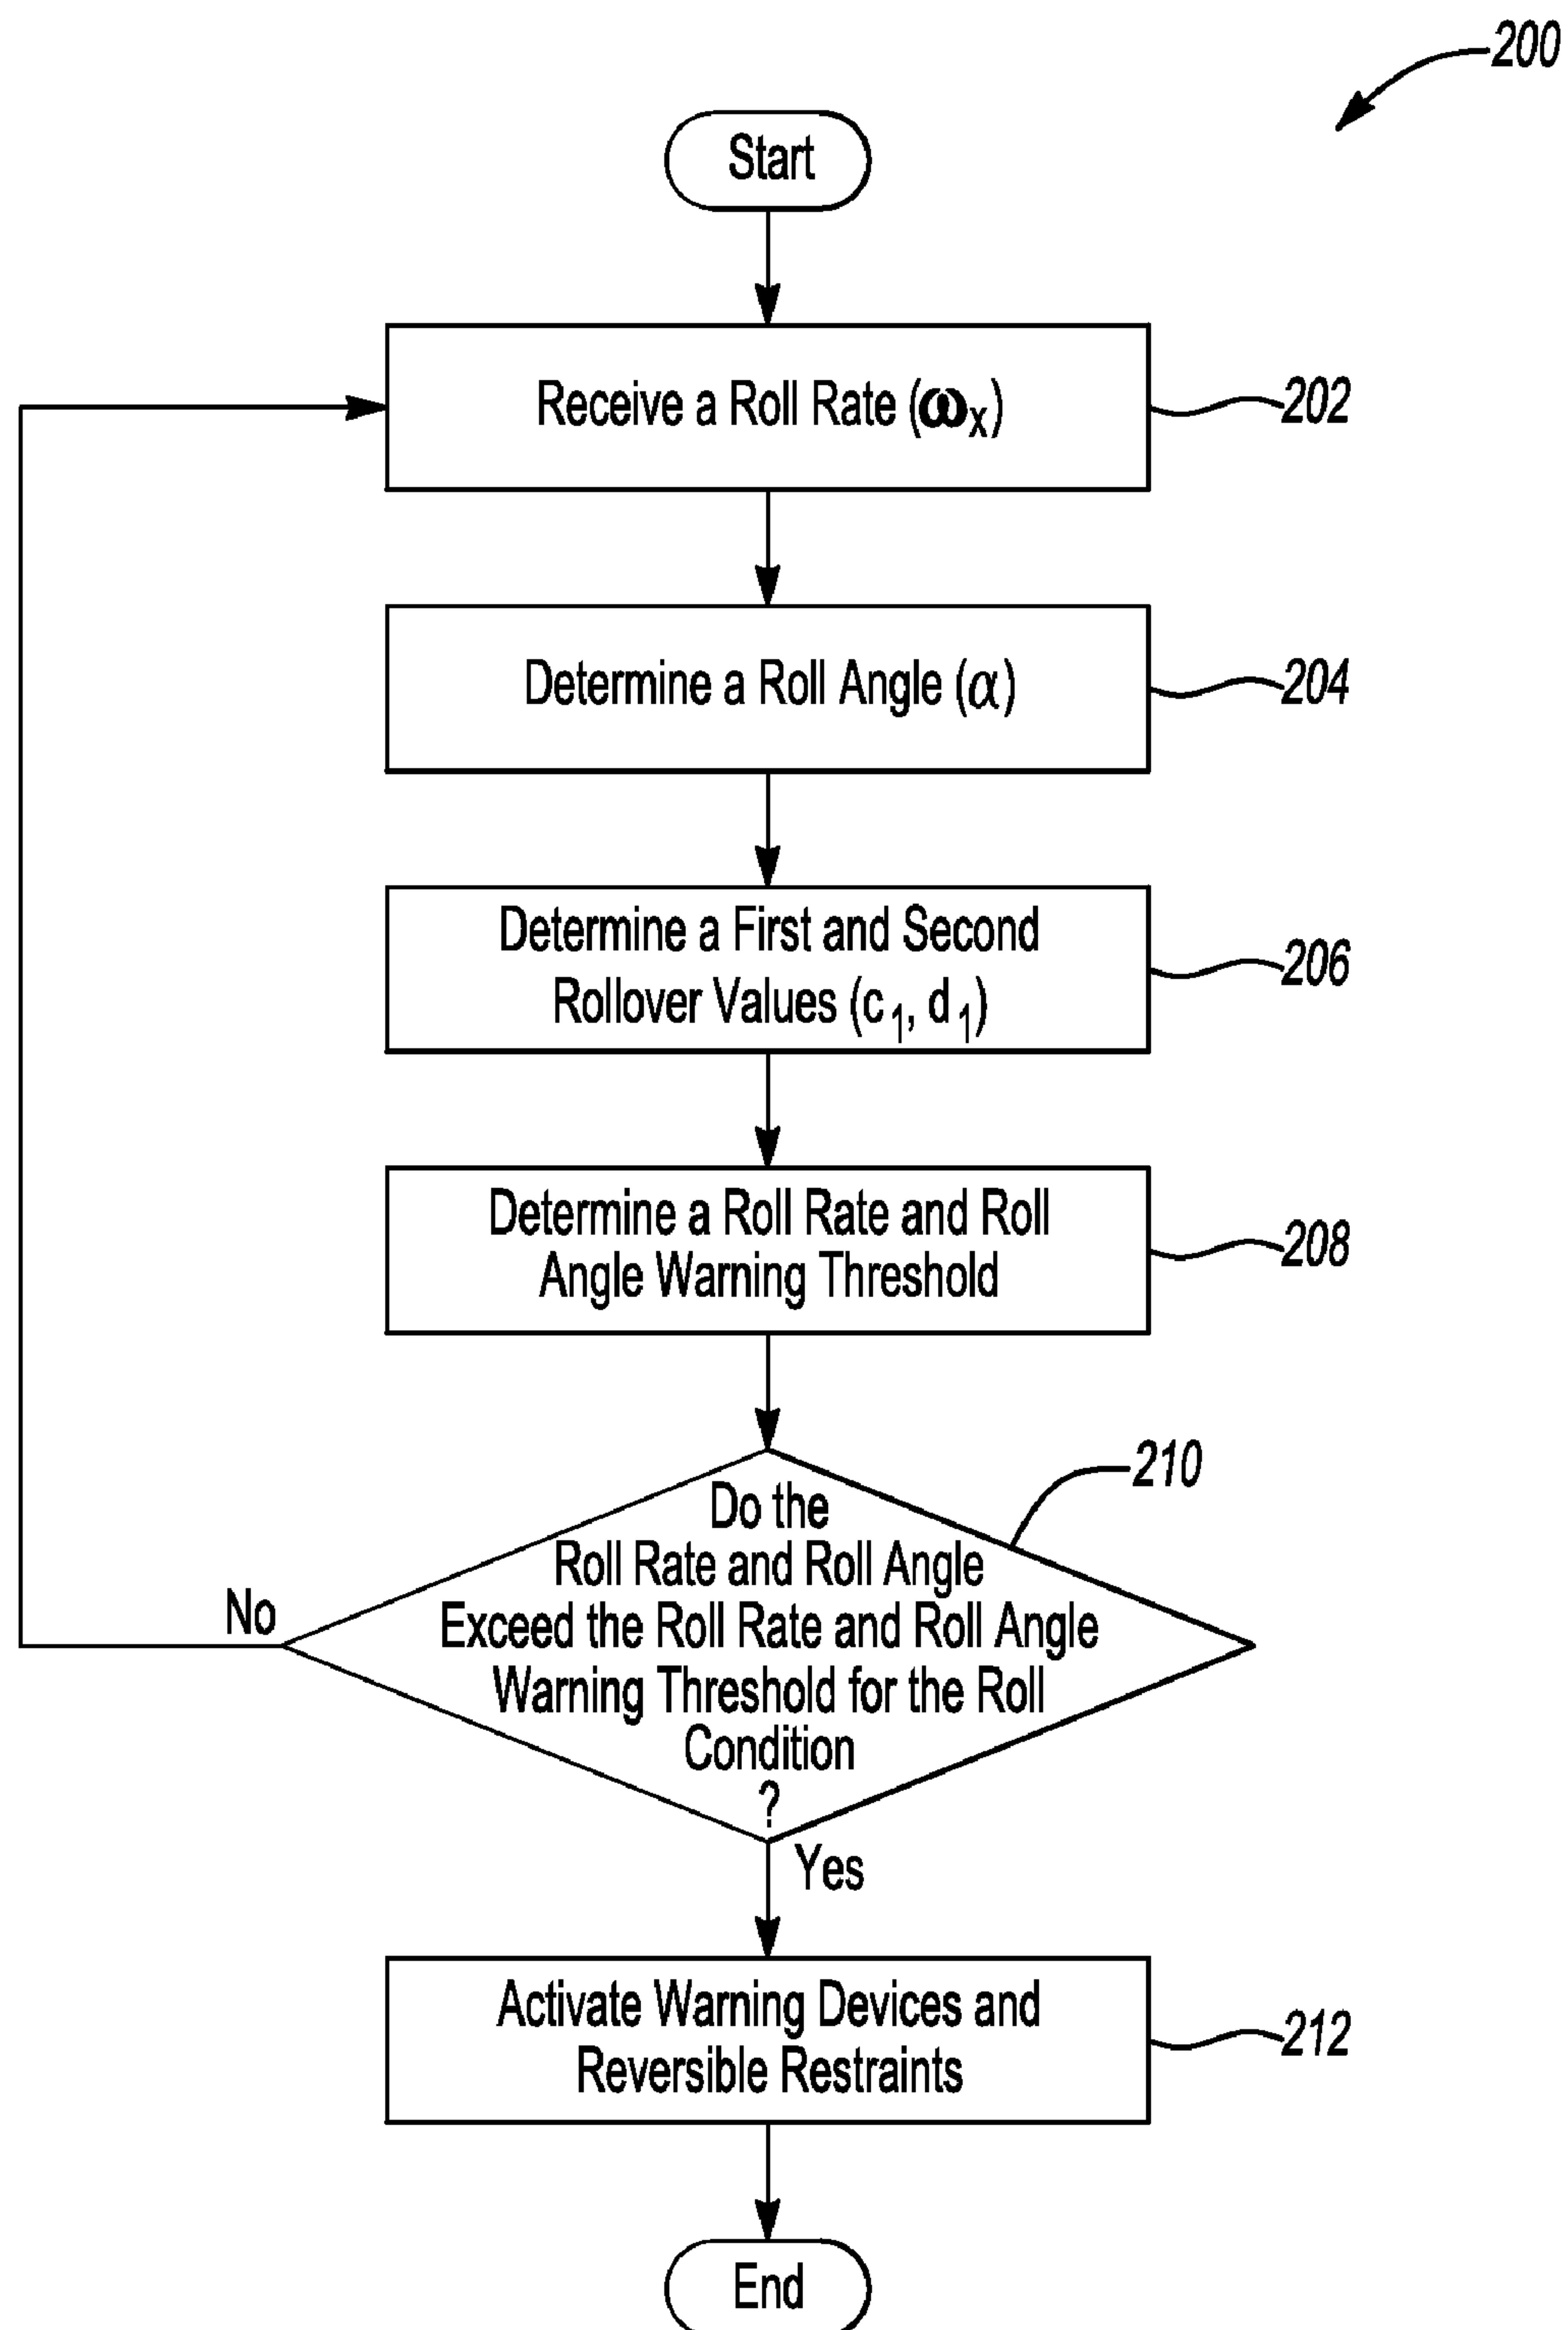 200
Start
Receive a Roll Rate (ωx)
202
Determine a Roll Angle (α)
204
Determine a First and Second
Rollover Values (c1, d1)
206
Determine a Roll Rate and Roll
Angle Warning Threshold
208
210
Do the
Roll Rate and Roll Angle
Exceed the Roll Rate and Roll Angle
Warning Threshold for the Roll
Condition
?
No
Yes
Activate Warning Devices and
Reversible Restraints
212
End